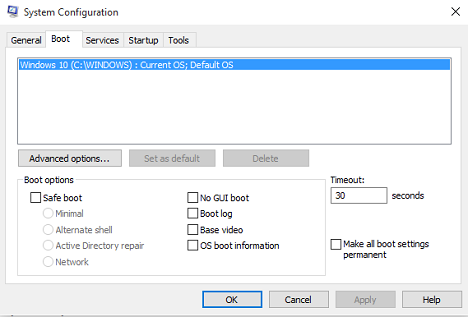 System Configuration
General Boot Services Startup Tools
Windows 10 (C:\WINDOWS) : Current OS; Default OS
Advanced options... Set as default Delete
Boot options
Timeout:
Safe boot No GUI boot 30 seconds
Minimal Boot log
Alternate shell Base video
Active Directory repair OS boot information Make all boot settings
permanent
Network
OK Cancel Apply Help